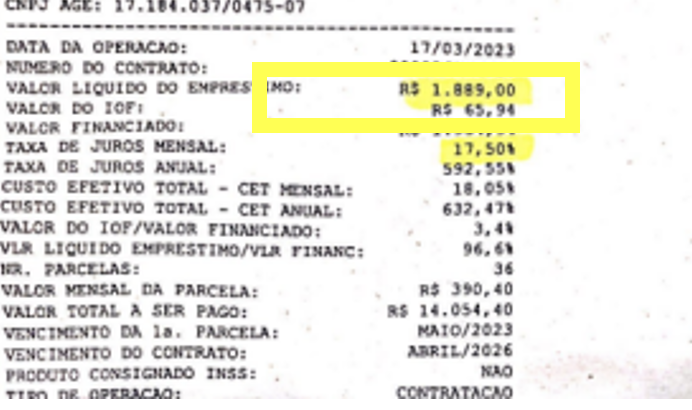 CNPJ AGE: 17.184.037/0475-07
DATA DA OPERACAO: 17/03/2023
NUMERO DO CONTRATO:
VALOR LIQUIDO DO EMPRESTIMO: R$ 1.889,00
VALOR DO IOF: R$ 65,94
VALOR FINANCIADO: R$
TAXA DE JUROS MENSAL: 17,50%
TAXA DE JUROS ANUAL: 592,55%
CUSTO EFETIVO TOTAL - CET MENSAL: 18,05%
CUSTO EFETIVO TOTAL - CET ANUAL: 632,47%
VALOR DO IOF/VALOR FINANCIADO: 3,4%
VLR LIQUIDO EMPRESTIMO/VLR FINANC: 96,6%
NR. PARCELAS: 36
VALOR MENSAL DA PARCELA: R$ 390,40
VALOR TOTAL A SER PAGO: R$ 14.054,40
VENCIMENTO DA 1a. PARCELA: MAIO/2023
VENCIMENTO DO CONTRATO: ABRIL/2026
PRODUTO CONSIGNADO INSS: NAO
TIPO DE OPERACAO: CONTRATACAO